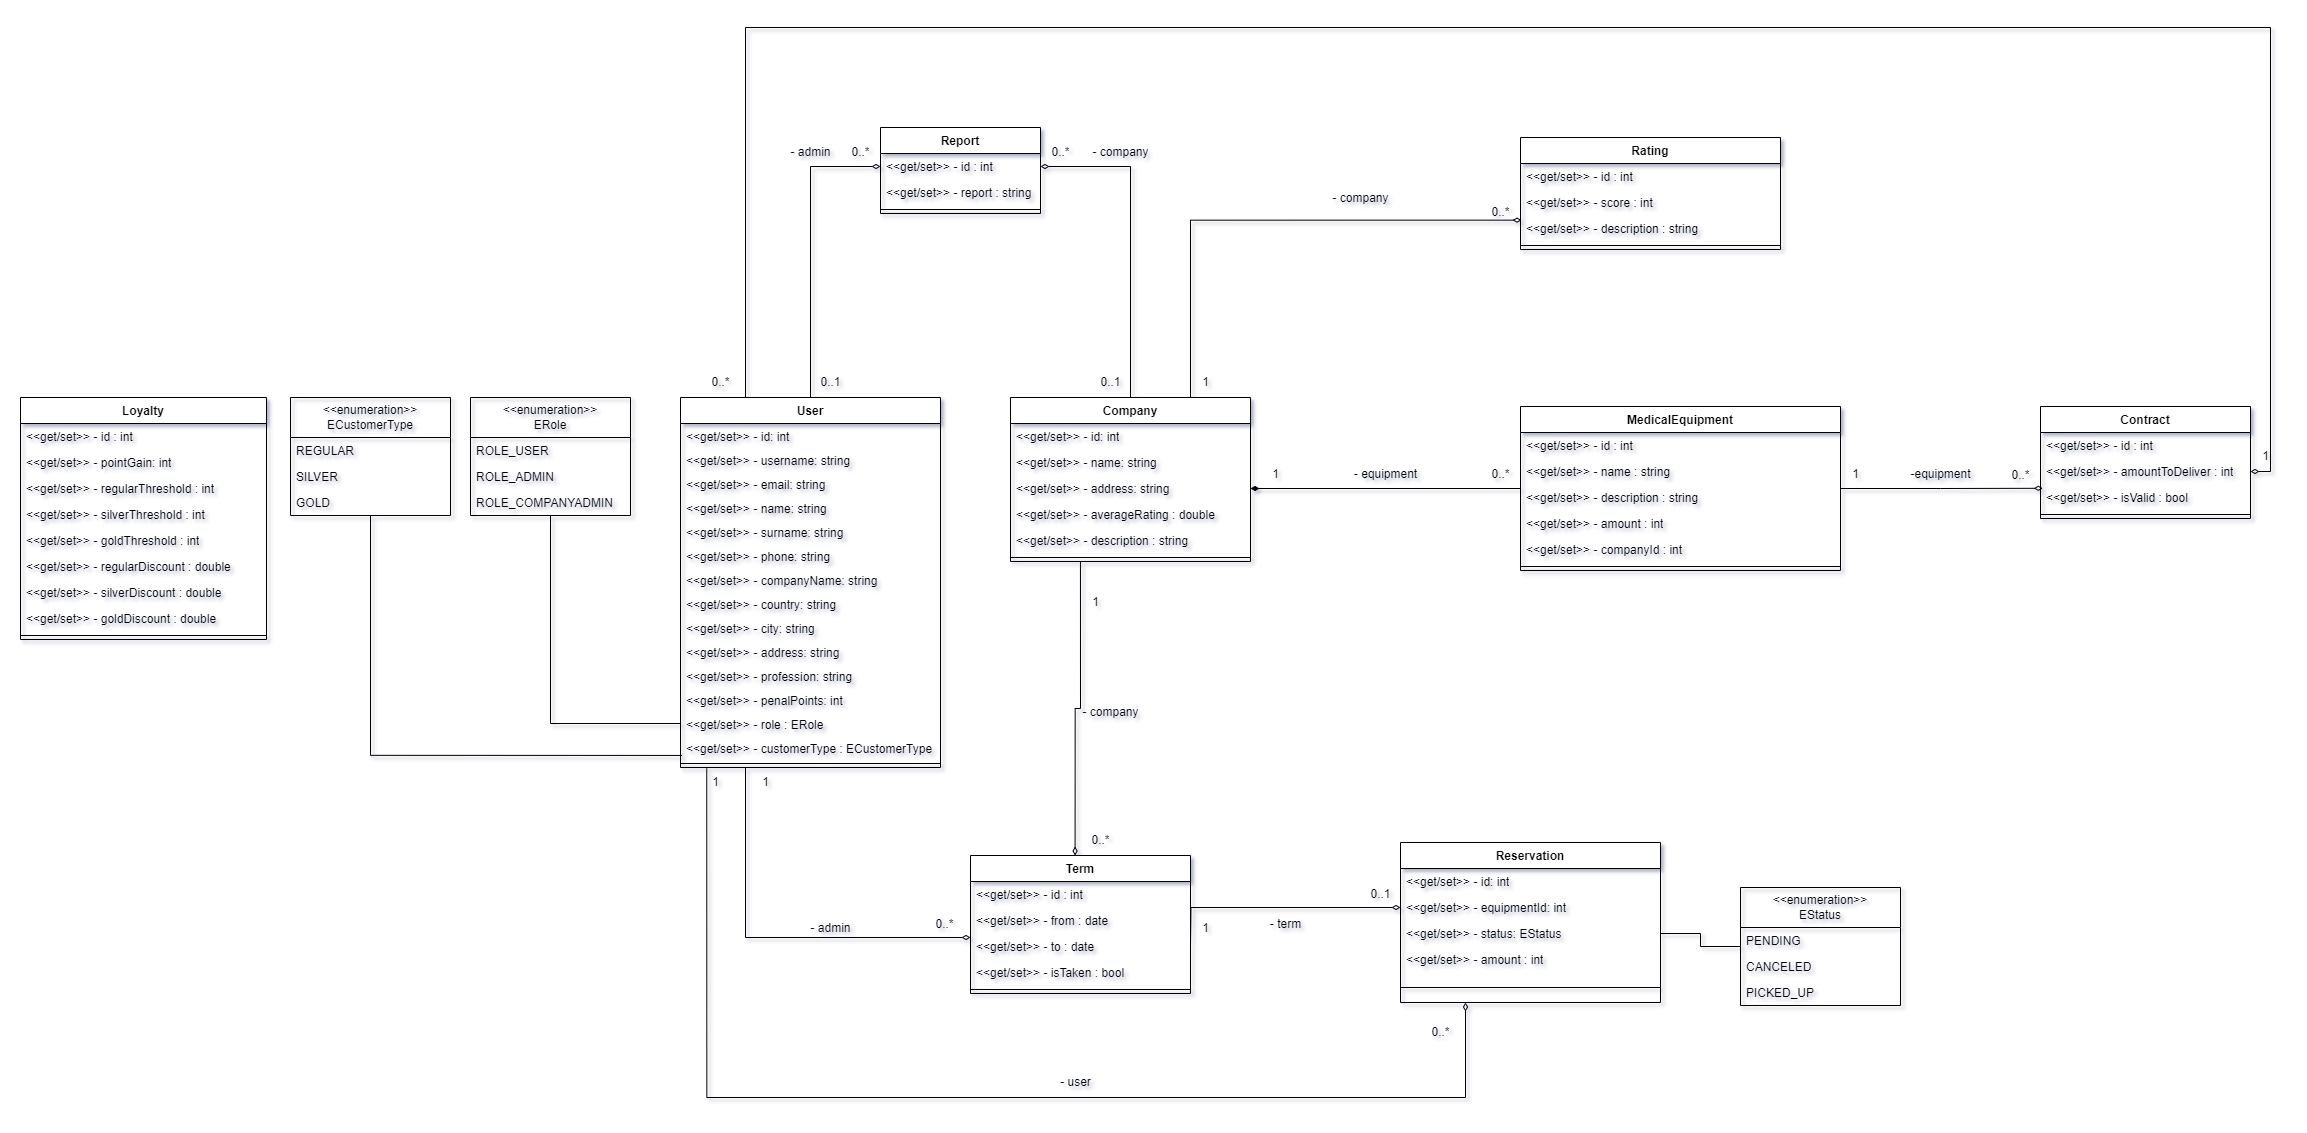 Report
<<get/set>> - id : int
<<get/set>> - report : string
- admin
0..*
0..*
- company
0..1
0..1
Rating
<<get/set>> - id : int
<<get/set>> - score : int
<<get/set>> - description : string
- company
0..*
1
0..*
Loyalty
<<get/set>> - id : int
<<get/set>> - pointGain: int
<<get/set>> - regularThreshold : int
<<get/set>> - silverThreshold : int
<<get/set>> - goldThreshold : int
<<get/set>> - regularDiscount : double
<<get/set>> - silverDiscount : double
<<get/set>> - goldDiscount : double
<<enumeration>>
ECustomerType
REGULAR
SILVER
GOLD
<<enumeration>>
ERole
ROLE_USER
ROLE_ADMIN
ROLE_COMPANYADMIN
User
<<get/set>> - id: int
<<get/set>> - username: string
<<get/set>> - email: string
<<get/set>> - name: string
<<get/set>> - surname: string
<<get/set>> - phone: string
<<get/set>> - companyName: string
<<get/set>> - country: string
<<get/set>> - city: string
<<get/set>> - address: string
<<get/set>> - profession: string
<<get/set>> - penalPoints: int
<<get/set>> - role : ERole
<<get/set>> - customerType : ECustomerType
Company
<<get/set>> - id: int
<<get/set>> - name: string
<<get/set>> - address: string
<<get/set>> - averageRating : double
<<get/set>> - description : string
1
- equipment
0..*
MedicalEquipment
<<get/set>> - id : int
<<get/set>> - name : string
<<get/set>> - description : string
<<get/set>> - amount : int
<<get/set>> - companyId : int
1
-equipment
0..*
Contract
<<get/set>> - id : int
<<get/set>> - amountToDeliver : int
<<get/set>> - isValid : bool
1
1
- company
0..*
1
1
- admin
0..*
Term
<<get/set>> - id : int
<<get/set>> - from : date
<<get/set>> - to : date
<<get/set>> - isTaken : bool
1
- term
0..1
Reservation
<<get/set>> - id: int
<<get/set>> - equipmentId: int
<<get/set>> - status: EStatus
<<get/set>> - amount : int
<<enumeration>>
EStatus
PENDING
CANCELED
PICKED_UP
0..*
- user